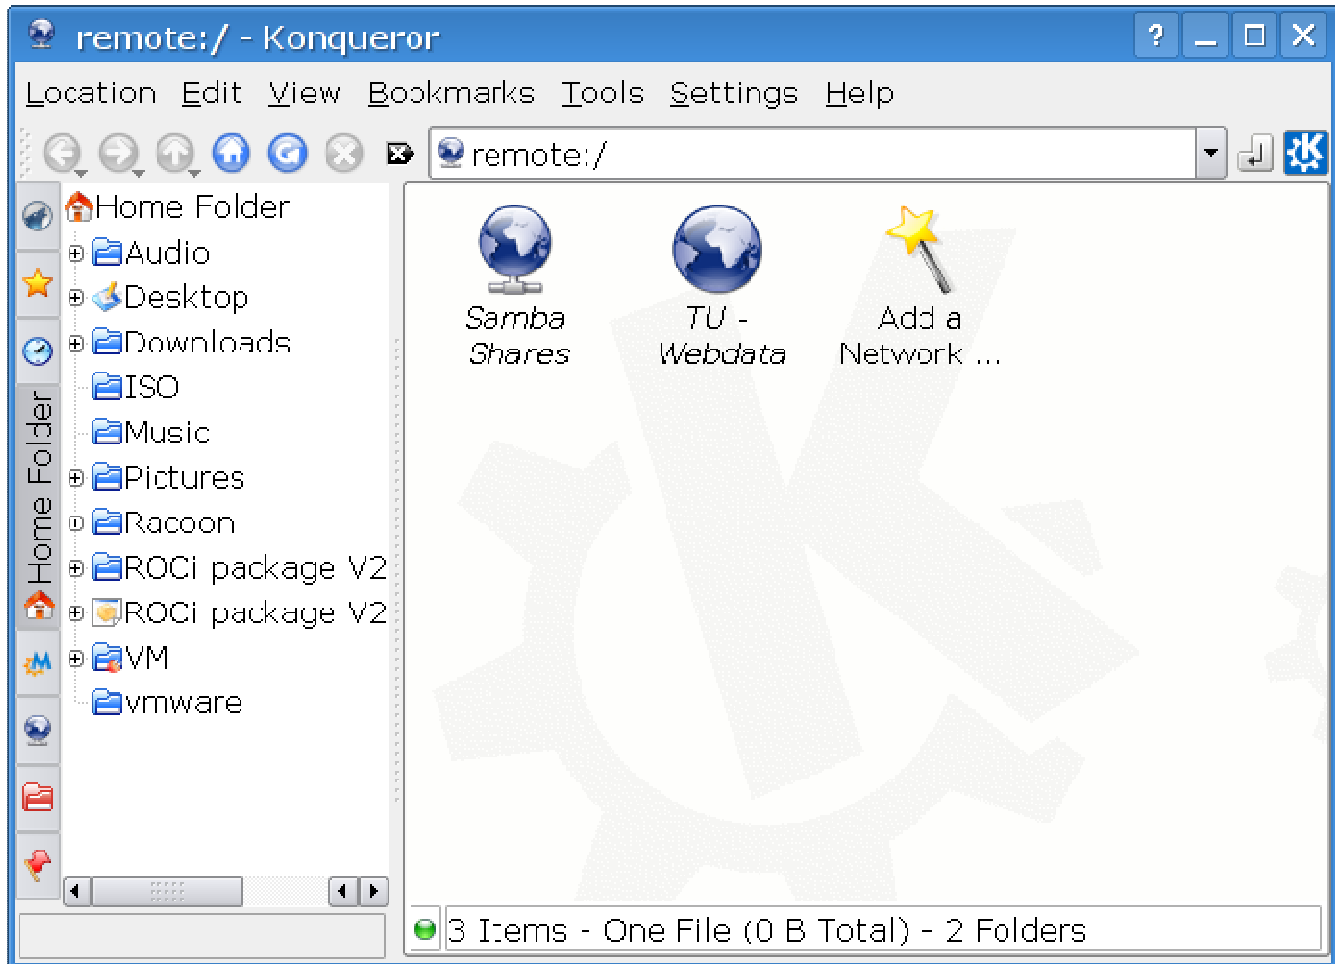 remote:/ - Konqueror
Location Edit View Bookmarks Tools Settings Help
remote:/
Home Folder
Home Folder
Audio
Desktop
Downloads
ISO
Music
Pictures
Racoon
ROCi package V2
ROCi package V2
VM
vmware
Samba
Shares
TU -
Webdata
Add a
Network ...
3 Items - One File (0 B Total) - 2 Folders